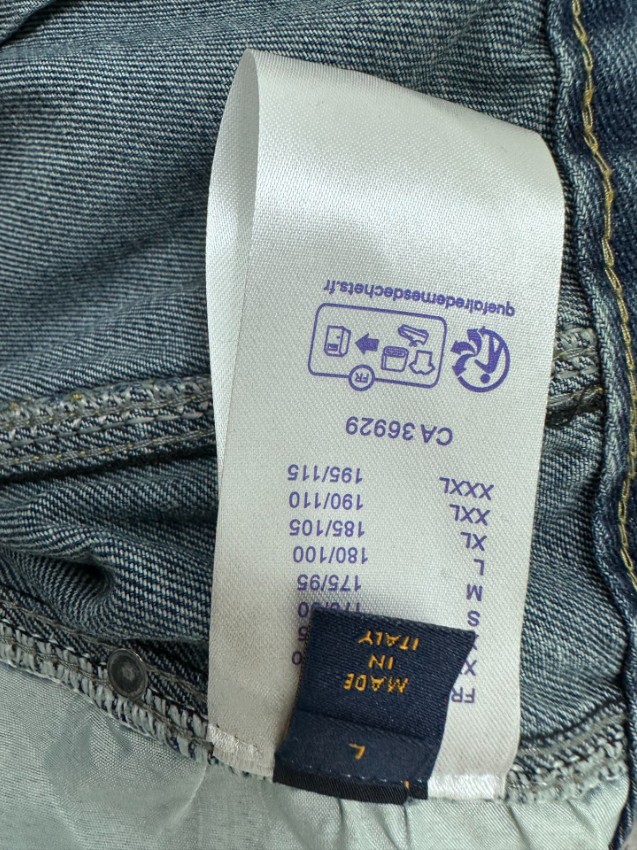 L
MADE
IN
ITALY
FR
S
M 175/95
L 180/100
XL 185/105
XXL 190/110
XXXL 195/115
CA 36929
FR
quefairedemesdechets.fr